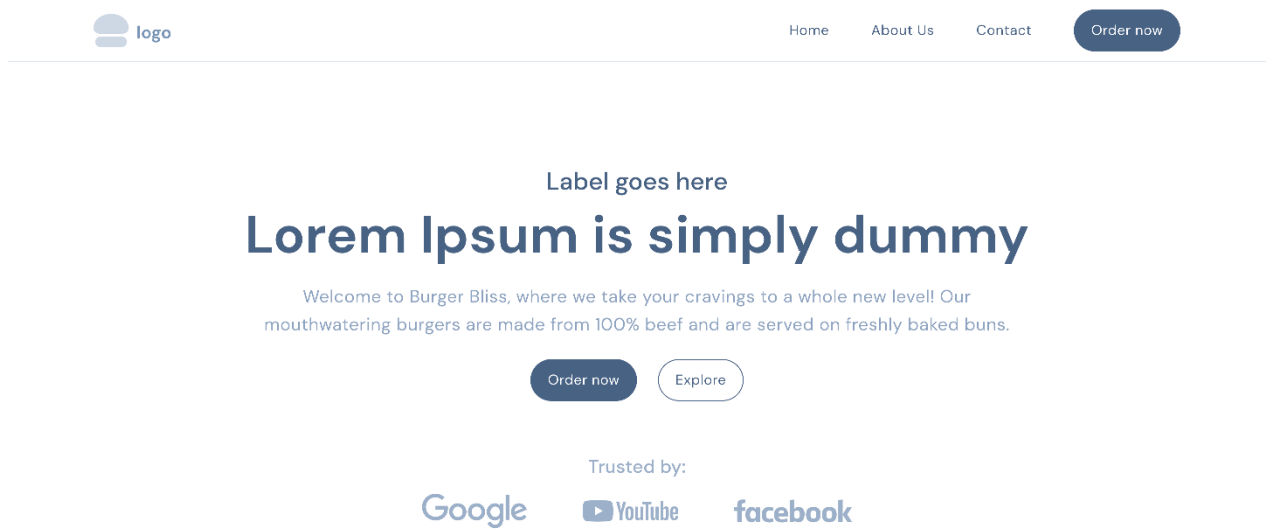 logo
Home About Us Contact Order now
Label goes here
Lorem Ipsum is simply dummy
Welcome to Burger Bliss, where we take your cravings to a whole new level! Our
mouthwatering burgers are made from 100% beef and are served on freshly baked buns.
Order now Explore
Trusted by:
Google YouTube facebook